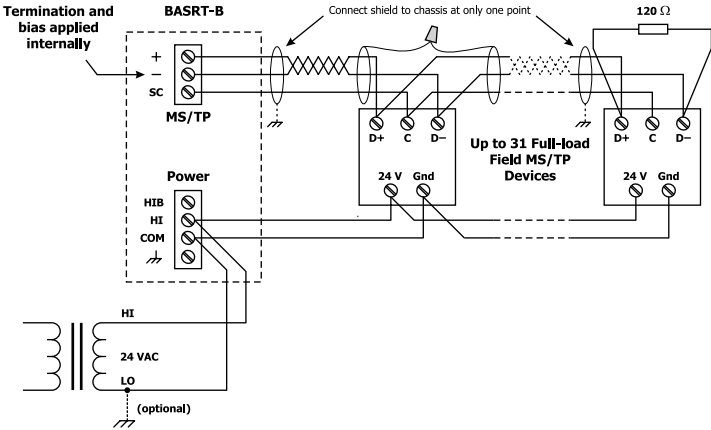 Termination and
bias applied
internally
BASRT-B
Connect shield to chassis at only one point
120 Ω
+
−
SC
MS/TP
D+ C D−
D+ C D−
Up to 31 Full-load
Field MS/TP
Devices
24 V Gnd
24 V Gnd
Power
HIB
HI
COM
HI
24 VAC
LO
(optional)